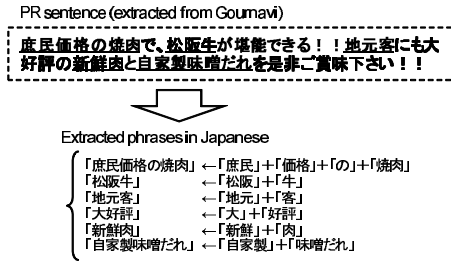 PR sentence (extracted from Gournavi)
庶民価格の焼肉で、松阪牛が堪能できる！！地元客にも大
好評の新鮮肉と自家製味噌だれを是非ご賞味下さい！！
Extracted phrases in Japanese
「庶民価格の焼肉」 ←「庶民」+「価格」+「の」+「焼肉」
「松阪牛」 ←「松阪」+「牛」
「地元客」 ←「地元」+「客」
「大好評」 ←「大」+「好評」
「新鮮肉」 ←「新鮮」+「肉」
「自家製味噌だれ」 ←「自家製」+「味噌だれ」